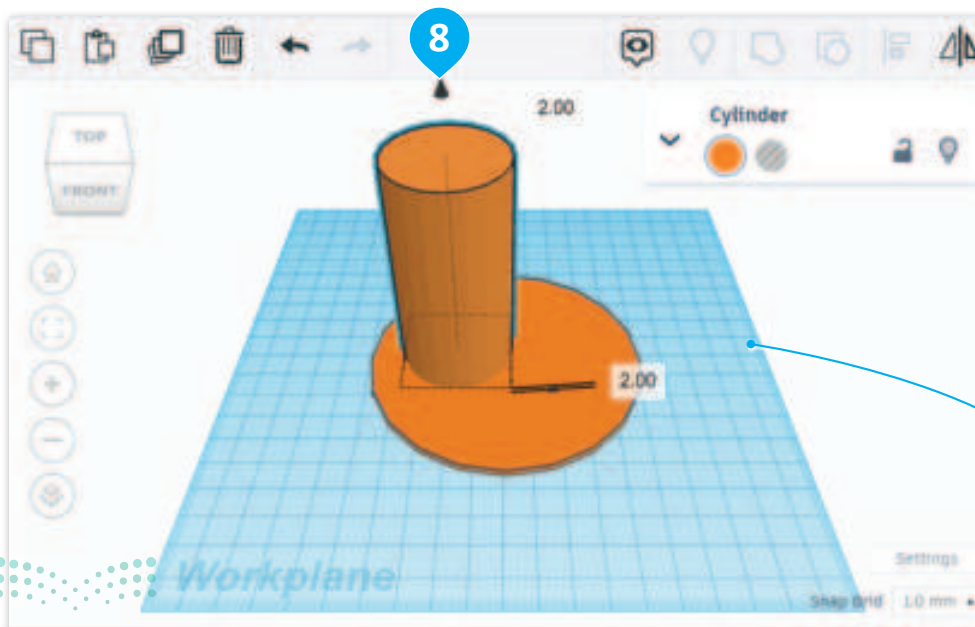 8
2.00
Cylinder
TOP
FRONT
2.00
Settings
Workplane
Snap Grid 1.0 mm